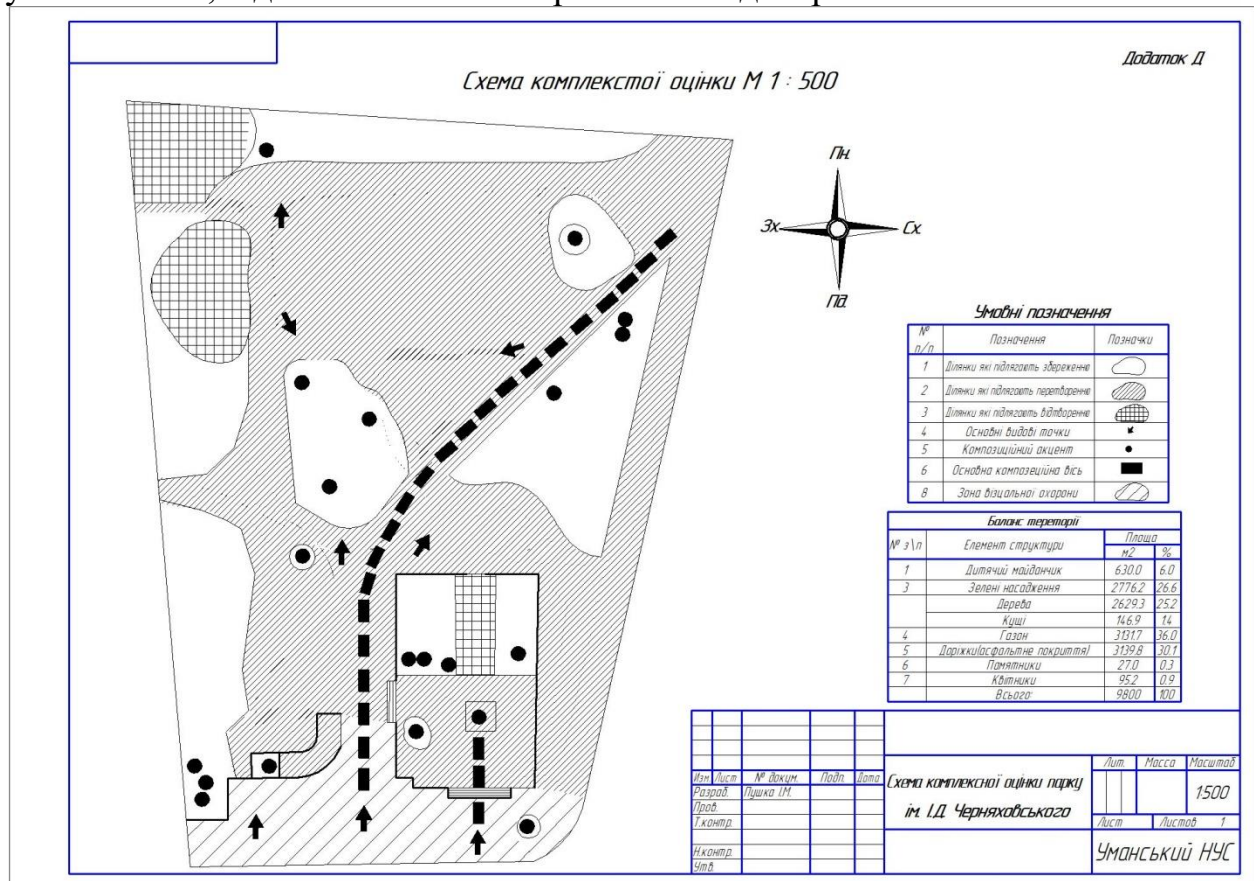 Додаток Д
Схема комплекстої оцінки М 1 : 500
Пн.
Зх.
Сх.
Пд.
Умовні позначення
№ п/п Позначення Позначки
1 Ділянки які підлягають збереженню
2 Ділянки які підлягають перетворенню
3 Ділянки які підлягають відтворенню
4 Основні видові точки
5 Композиційний акцент
6 Основна композеційна вісь
8 Зона візуальної охорони
Баланс терeторії
№ з\п Елемент структури Площа
м2 %
1 Дитячий майданчик 630.0 6.0
3 Зелені насадження 2776.2 26.6
Дерева 2629.3 25.2
Кущі 146.9 1.4
4 Газон 3131.7 36.0
5 Доріжки(асфальтне покриття) 3139.8 30.1
6 Памятники 27.0 0.3
7 Квітники 95.2 0.9
Всього: 9800 100
Изм. Лист № докум. Подп. Дата
Разраб. Пушка І.М.
Пров.
Т.контр.
Н.контр.
Утв.
Схема комплексної оцінки парку
ім. І.Д. Черняховського
Лит. Масса Масштаб
1:500
Лист Листов 1
Уманський НУС